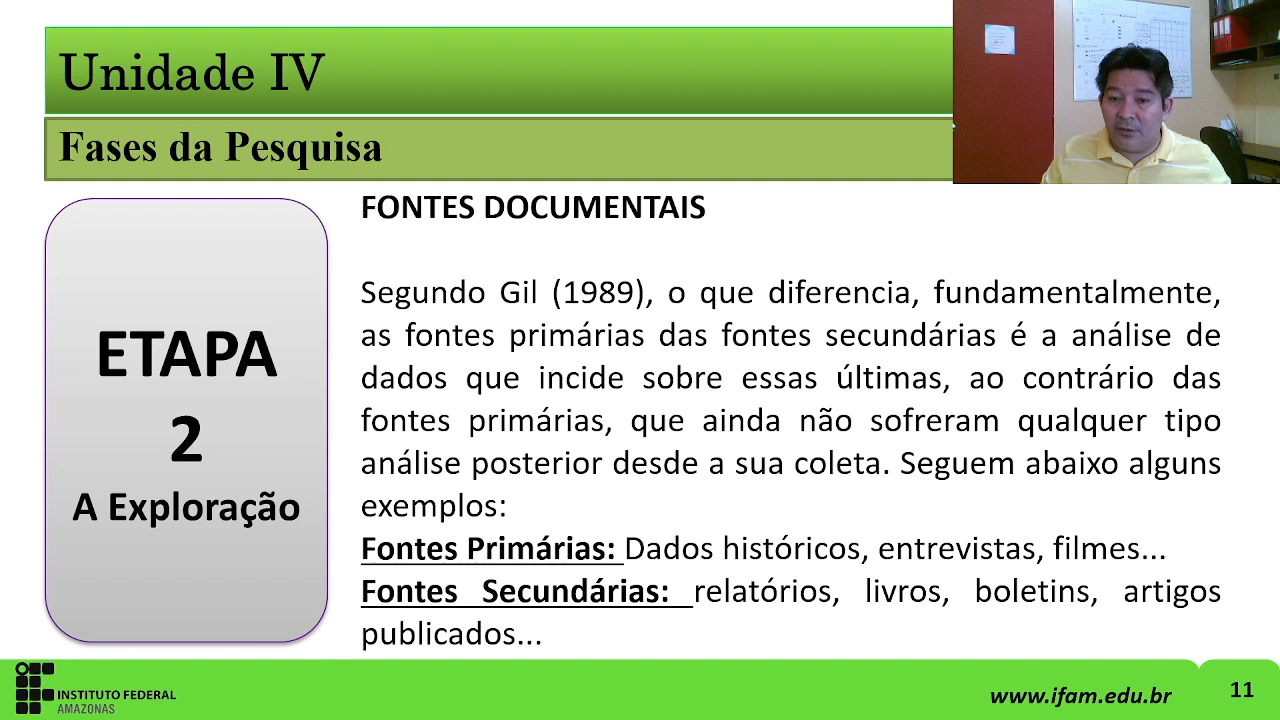 Unidade IV
Fases da Pesquisa
ETAPA
2
A Exploração
FONTES DOCUMENTAIS
Segundo Gil (1989), o que diferencia, fundamentalmente,
as fontes primárias das fontes secundárias é a análise de
dados que incide sobre essas últimas, ao contrário das
fontes primárias, que ainda não sofreram qualquer tipo
análise posterior desde a sua coleta. Seguem abaixo alguns
exemplos:
Fontes Primárias: Dados históricos, entrevistas, filmes...
Fontes Secundárias: relatórios, livros, boletins, artigos
publicados...
INSTITUTO FEDERAL
AMAZONAS
www.ifam.edu.br
11